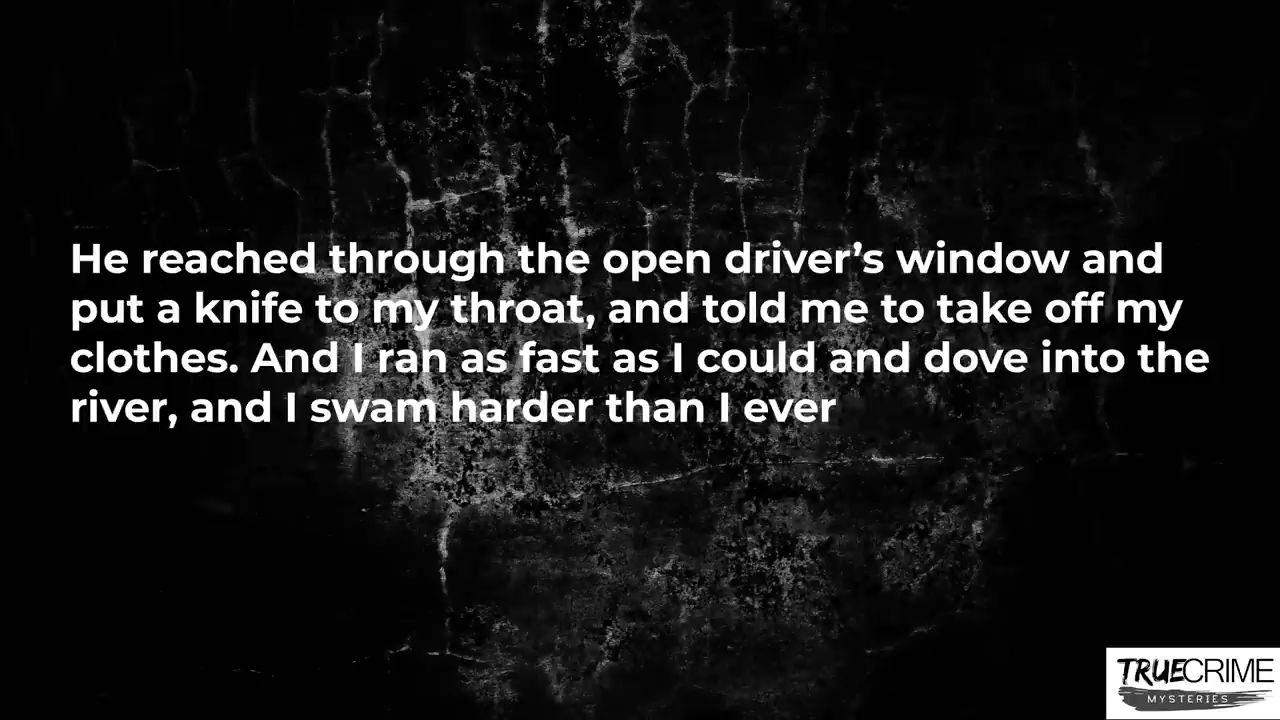 He reached through the open driver’s window and
put a knife to my throat, and told me to take off my
clothes. And I ran as fast as I could and dove into the
river, and I swam harder than I ever
TRUECRIME
MYSTERIES